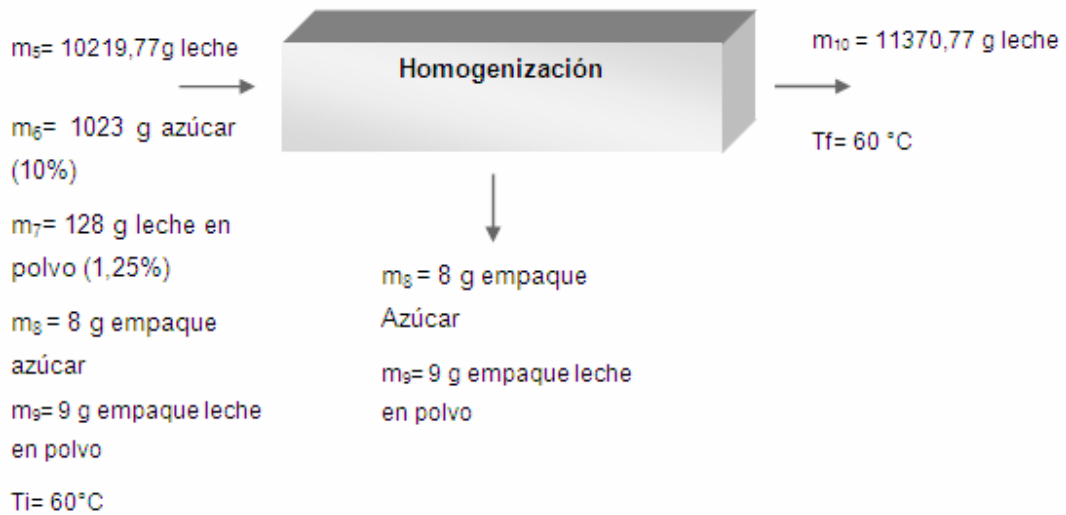 m₅= 10219,77g leche
m₆= 1023 g azúcar
(10%)
m₇= 128 g leche en
polvo (1,25%)
m₈= 8 g empaque
azúcar
m₉= 9 g empaque leche
en polvo
Ti= 60°C
Homogenización
m₈ = 8 g empaque
Azúcar
m₉= 9 g empaque leche
en polvo
m₁₀ = 11370,77 g leche
Tf= 60 °C